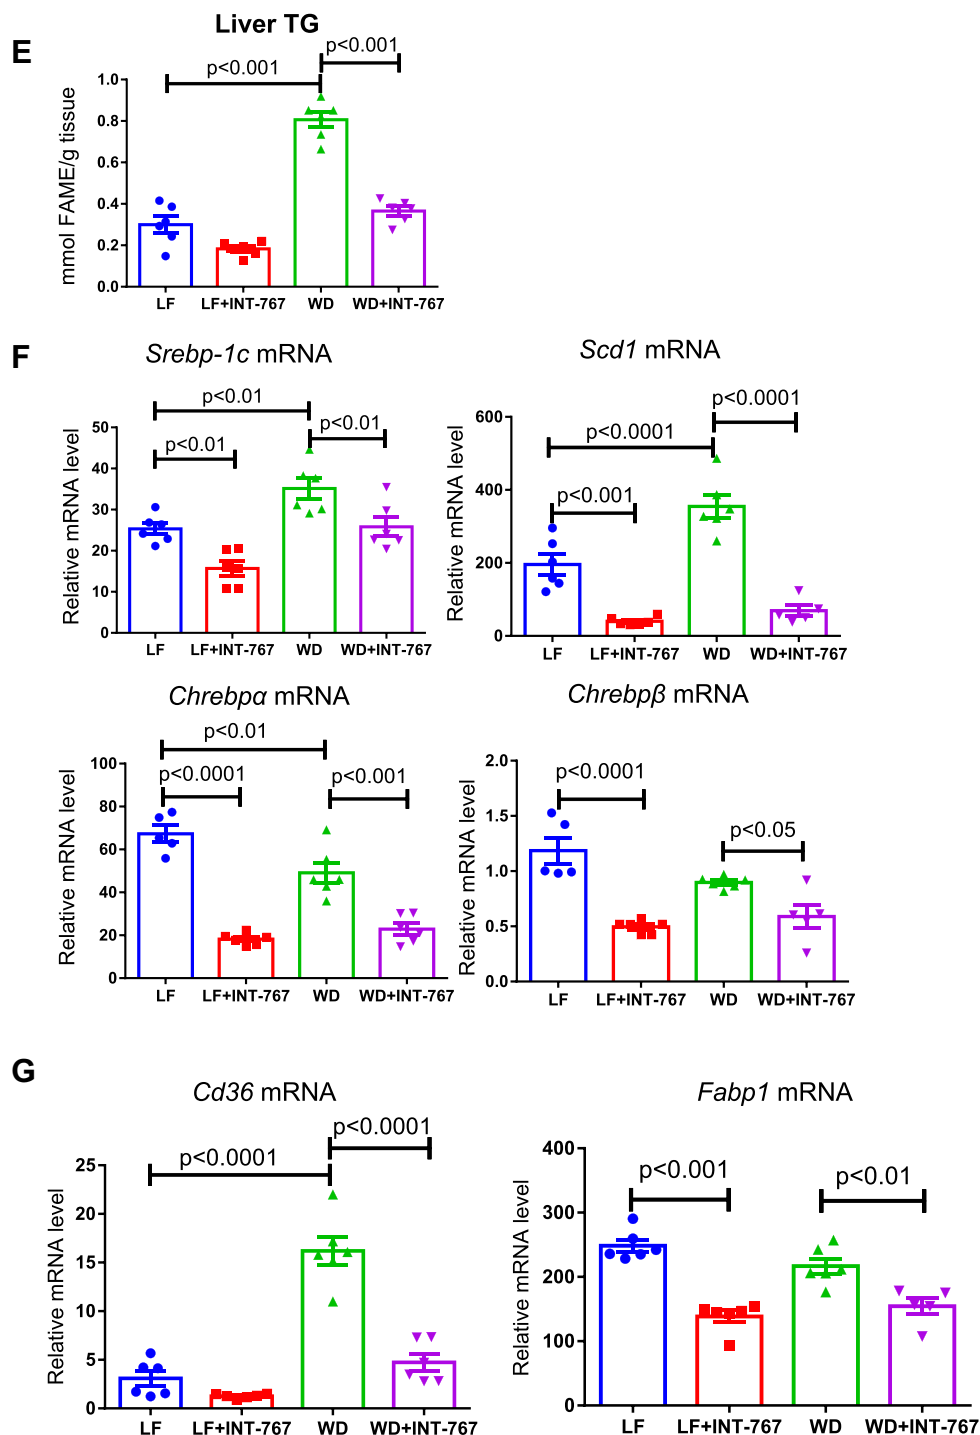 E
Liver TG
p<0.001
p<0.001
mmol FAME/g tissue
1.0
0.8
0.6
0.4
0.2
0.0
LF
LF+INT-767
WD
WD+INT-767
F
Srebp-1c mRNA
p<0.01
p<0.01
p<0.01
Relative mRNA level
50
40
30
20
10
0
LF
LF+INT-767
WD
WD+INT-767
Scd1 mRNA
p<0.0001
p<0.0001
p<0.001
Relative mRNA level
600
400
200
0
LF
LF+INT-767
WD
WD+INT-767
Chrebpα mRNA
p<0.01
p<0.0001
p<0.001
Relative mRNA level
100
80
60
40
20
0
LF
LF+INT-767
WD
WD+INT-767
Chrebpβ mRNA
p<0.0001
p<0.05
Relative mRNA level
2.0
1.5
1.0
0.5
0.0
LF
LF+INT-767
WD
WD+INT-767
G
Cd36 mRNA
p<0.0001
p<0.0001
Relative mRNA level
25
20
15
10
5
0
LF
LF+INT-767
WD
WD+INT-767
Fabp1 mRNA
p<0.001
p<0.01
Relative mRNA level
400
300
200
100
0
LF
LF+INT-767
WD
WD+INT-767